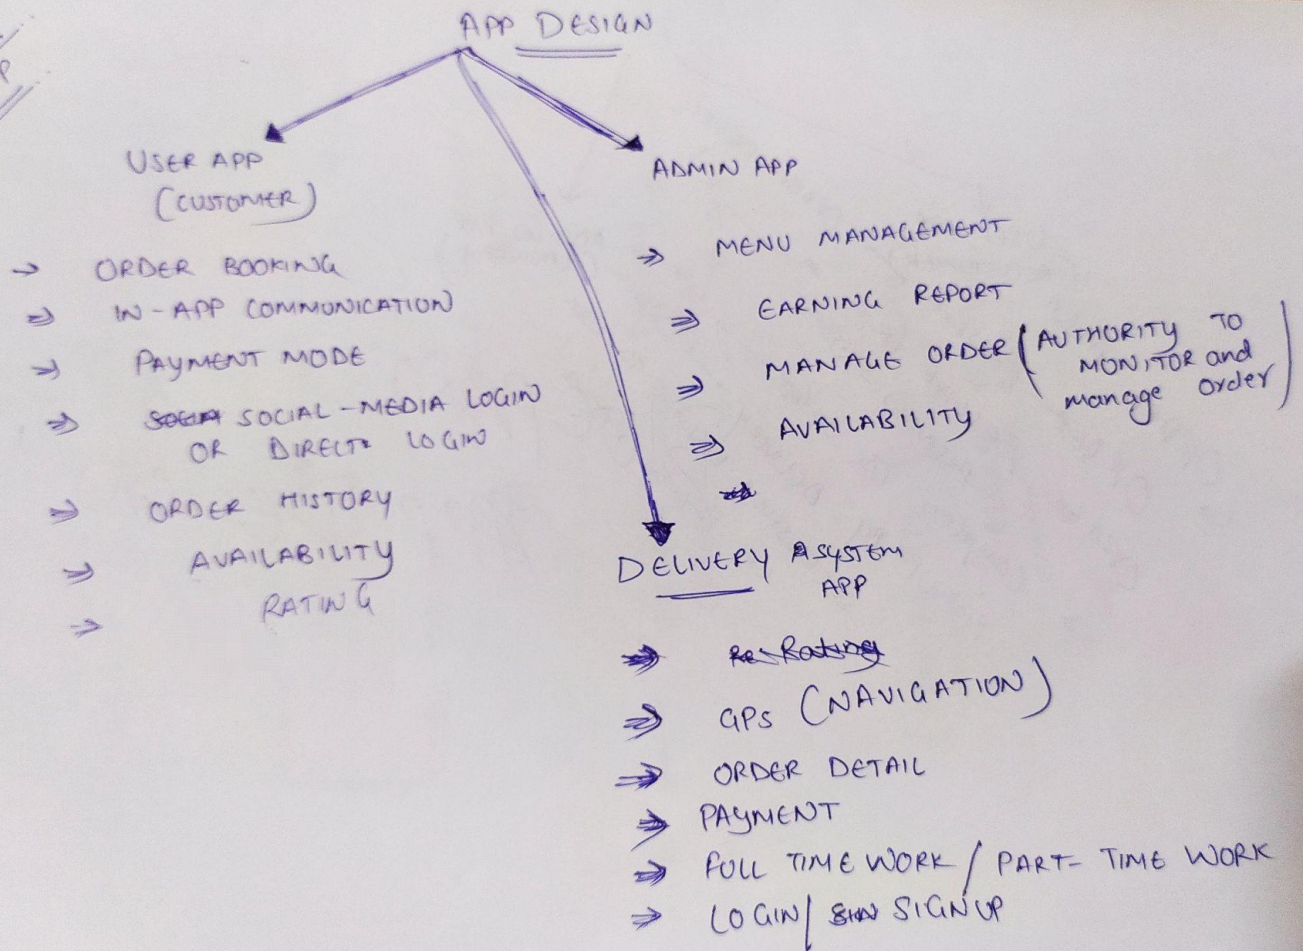 P
APP DESIGN
USER APP
(CUSTOMER)
→ ORDER BOOKING
⇒ IN-APP COMMUNICATION
⇒ PAYMENT MODE
⇒ SOCIAL-MEDIA LOGIN
OR DIRECT LOGIN
⇒ ORDER HISTORY
⇒ AVAILABILITY
⇒ RATING
ADMIN APP
⇒ MENU MANAGEMENT
⇒ EARNING REPORT
⇒ MANAGE ORDER (AUTHORITY TO
MONITOR and
manage order)
⇒ AVAILABILITY
DELIVERY SYSTEM
APP
⇒ Rating
⇒ GPS (NAVIGATION)
⇒ ORDER DETAIL
⇒ PAYMENT
⇒ FULL TIME WORK / PART-TIME WORK
⇒ LOGIN/ SIGNUP